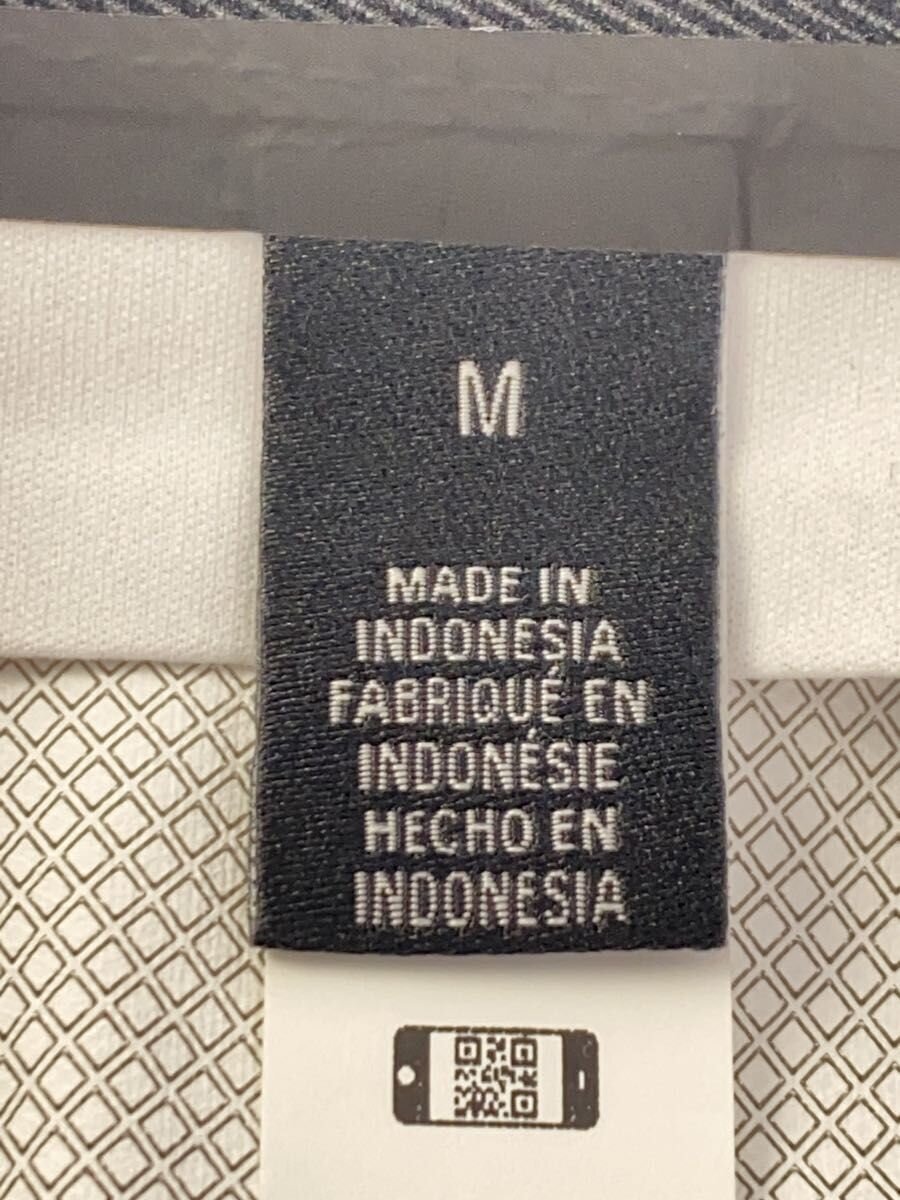 M
MADE IN
INDONESIA
FABRIQUÉ EN
INDONÉSIE
HECHO EN
INDONESIA